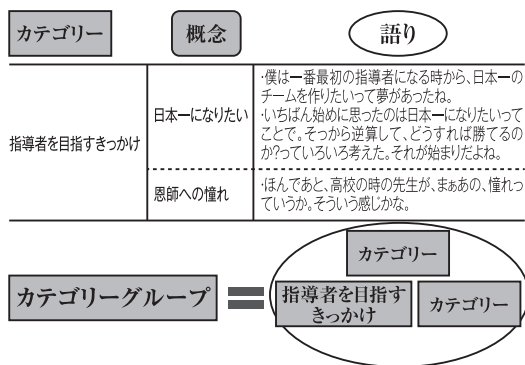 カテゴリー
概念
語り
指導者を目指すきっかけ
日本一になりたい
・僕は一番最初の指導者になる時から、日本一の
チームを作りたいって夢があったね。
・いちばん始めに思ったのは日本一になりたいって
ことで。そっから逆算して、どうすれば勝てるの
か?っていろいろ考えた。それが始まりだよね。
恩師への憧れ
・ほんであと、高校の時の先生が、まぁあの、憧れっ
ていうか。そういう感じかな。
カテゴリーグループ
カテゴリー
指導者を目指す
きっかけ
カテゴリー